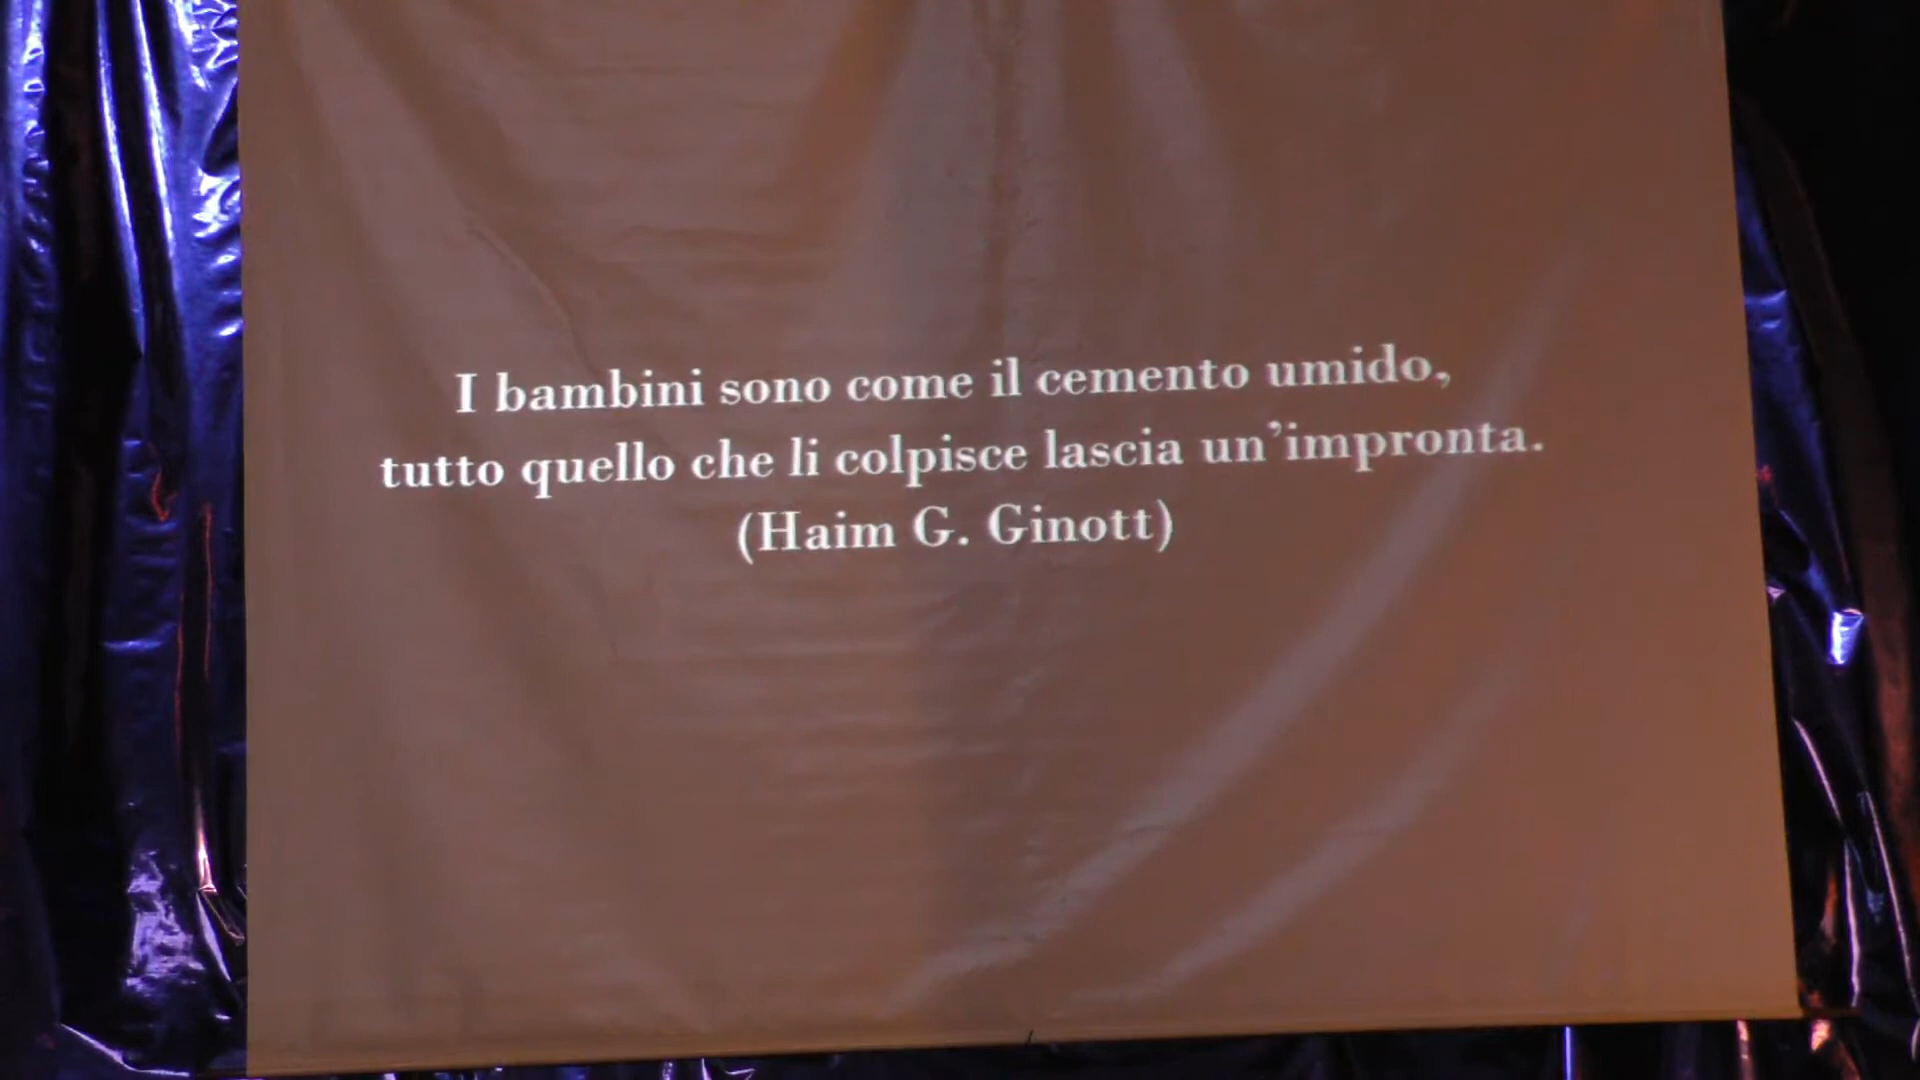 I bambini sono come il cemento umido,
tutto quello che li colpisce lascia un’impronta.
(Haim G. Ginott)